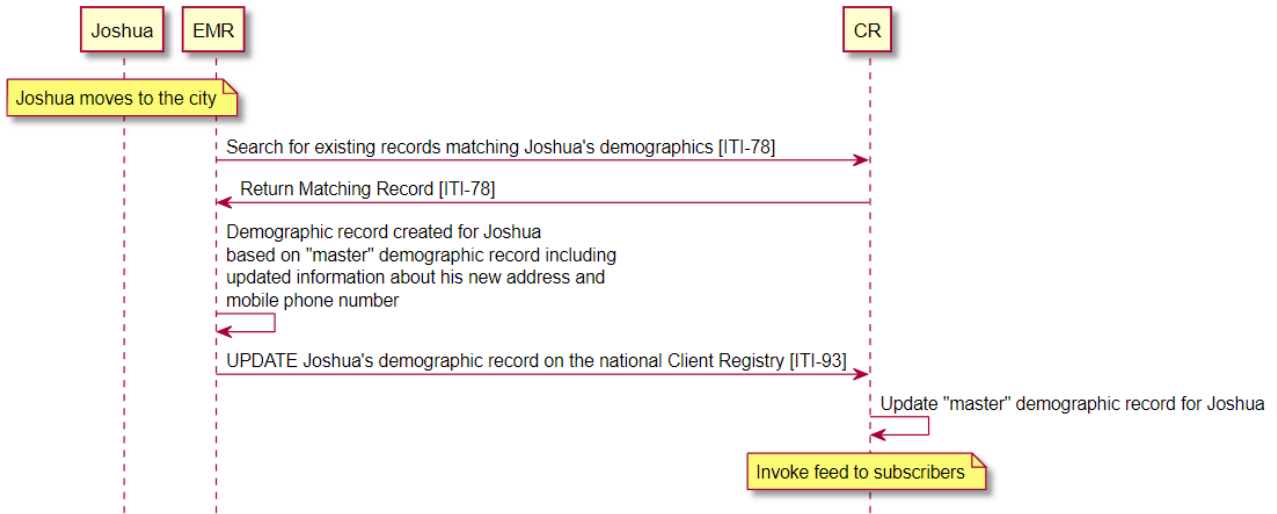 Joshua
EMR
CR
Joshua moves to the city
Search for existing records matching Joshua's demographics [ITI-78]
Return Matching Record [ITI-78]
Demographic record created for Joshua
based on "master" demographic record including
updated information about his new address and
mobile phone number
UPDATE Joshua's demographic record on the national Client Registry [ITI-93]
Update "master" demographic record for Joshua
Invoke feed to subscribers